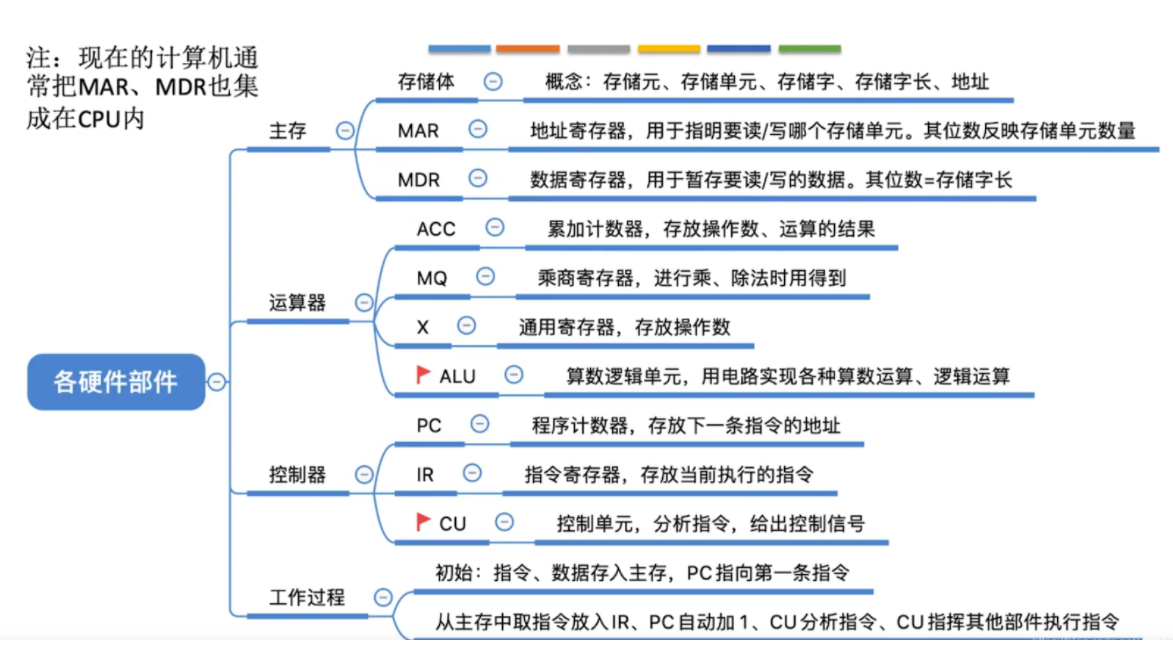 注：现在的计算机通
常把MAR、MDR也集
成在CPU内
各硬件部件
主存
存储体
概念：存储元、存储单元、存储字、存储字长、地址
MAR
地址寄存器，用于指明要读/写哪个存储单元。其位数反映存储单元数量
MDR
数据寄存器，用于暂存要读/写的数据。其位数=存储字长
运算器
ACC
累加计数器，存放操作数、运算的结果
MQ
乘商寄存器，进行乘、除法时用得到
X
通用寄存器，存放操作数
ALU
算数逻辑单元，用电路实现各种算数运算、逻辑运算
控制器
PC
程序计数器，存放下一条指令的地址
IR
指令寄存器，存放当前执行的指令
CU
控制单元，分析指令，给出控制信号
工作过程
初始：指令、数据存入主存，PC指向第一条指令
从主存中取指令放入IR、PC自动加1、CU分析指令、CU指挥其他部件执行指令